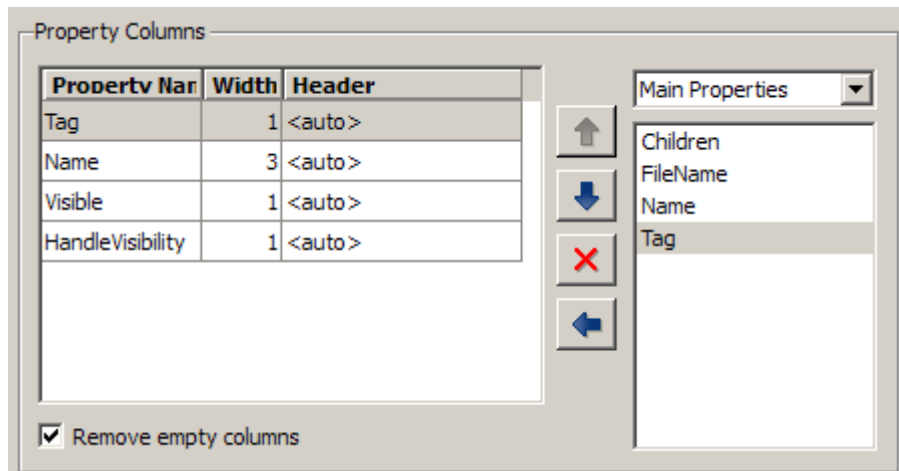 Property Columns
Property Nar Width Header
Main Properties
Tag 1 <auto>
Children
Name 3 <auto>
FileName
Visible 1 <auto>
Name
HandleVisibility 1 <auto>
Tag
Remove empty columns